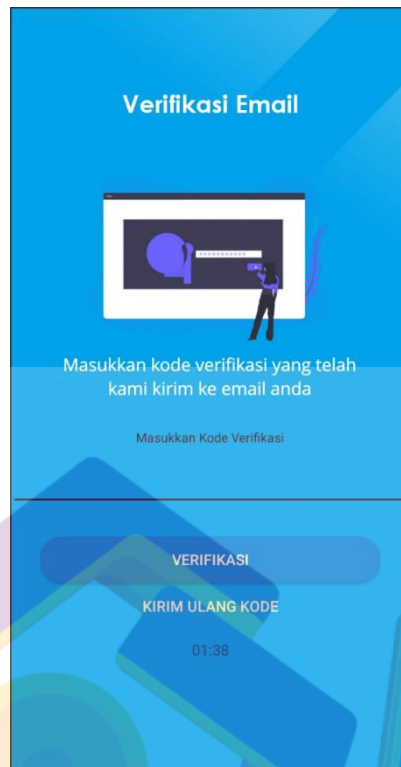 Verifikasi Email
Masukkan kode verifikasi yang telah
kami kirim ke email anda
Masukkan Kode Verifikasi
VERIFIKASI
KIRIM ULANG KODE
01:38